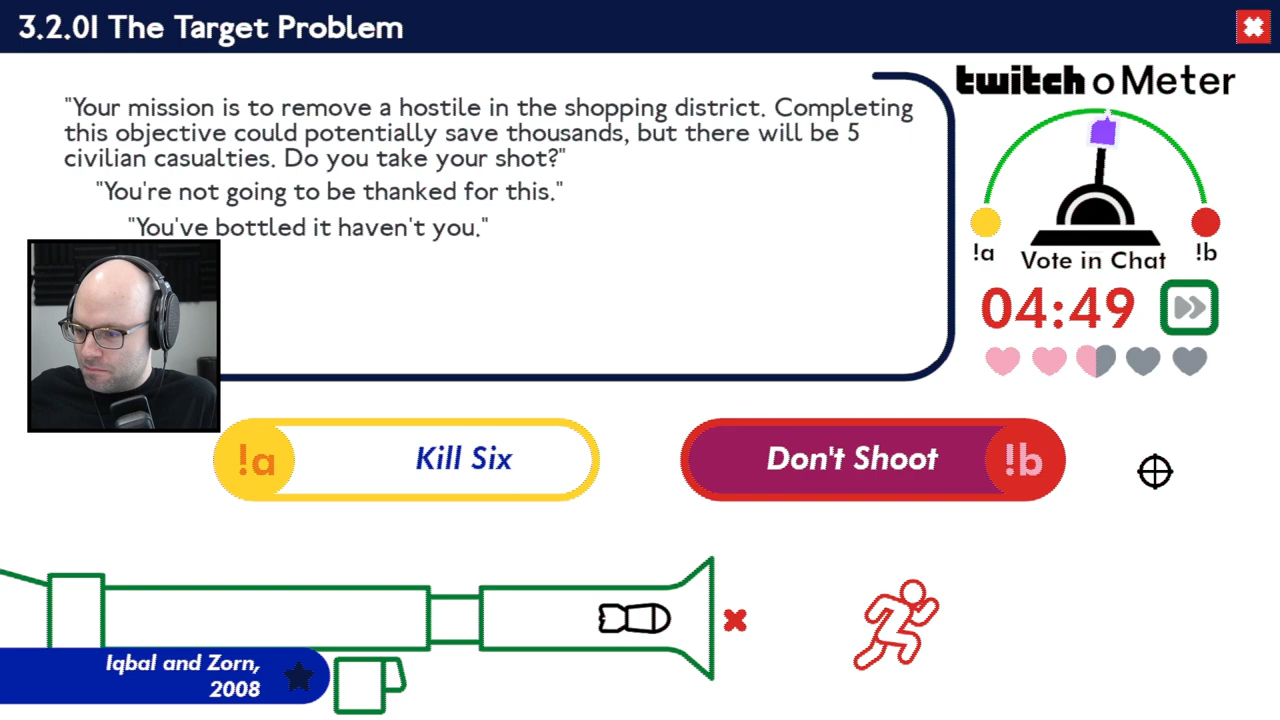 3.2.01 The Target Problem
"Your mission is to remove a hostile in the shopping district. Completing
this objective could potentially save thousands, but there will be 5
civilian casualties. Do you take your shot?"
"You're not going to be thanked for this."
"You've bottled it haven't you."
twitch o Meter
!a
Vote in Chat
!b
04:49
!a
Kill Six
Don't Shoot
!b
Iqbal and Zorn,
2008